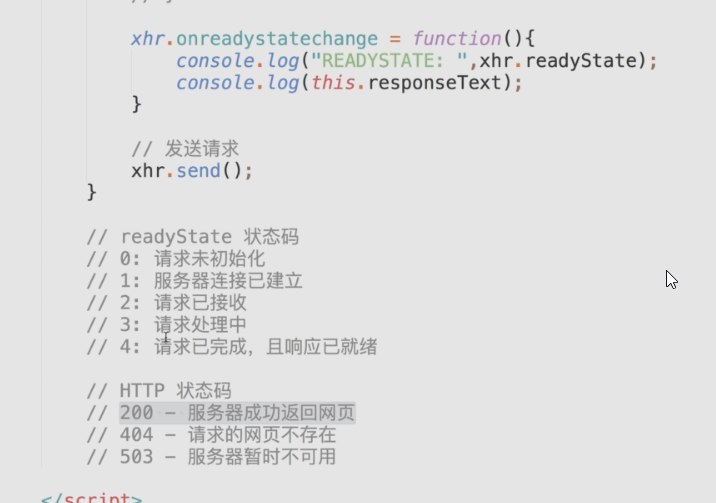 xhr.onreadystatechange = function(){
console.log("READYSTATE: ",xhr.readyState);
console.log(this.responseText);
}
// 发送请求
xhr.send();
}
// readyState 状态码
// 0: 请求未初始化
// 1: 服务器连接已建立
// 2: 请求已接收
// 3: 请求处理中
// 4: 请求已完成，且响应已就绪
// HTTP 状态码
// 200 - 服务器成功返回网页
// 404 - 请求的网页不存在
// 503 - 服务器暂时不可用
</script>